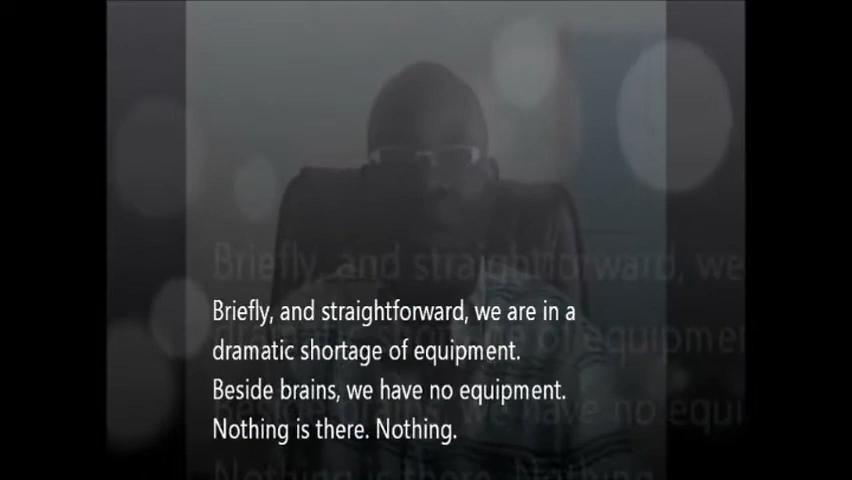 Briefly, and straightforward, we are in a
dramatic shortage of equipment.
Beside brains, we have no equipment.
Nothing is there. Nothing.